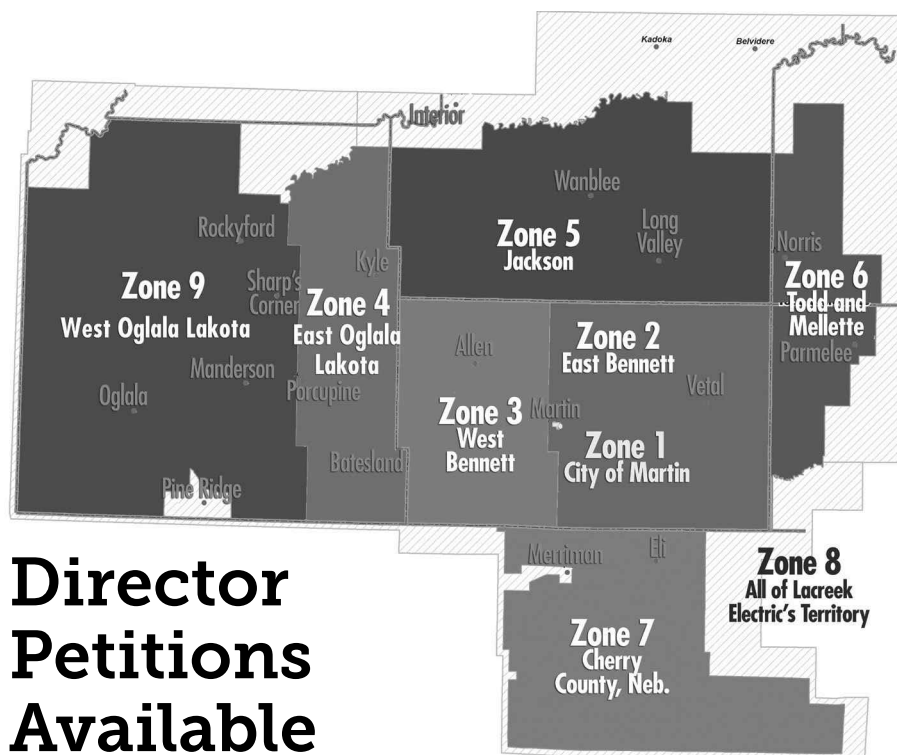 Kadoka
Belvidere
Interior
Wanblee
Long
Valley
Zone 5
Jackson
Rockyford
Kyle
Norris
Sharp's
Corner
Zone 9
West Oglala Lakota
Zone 4
East Oglala
Lakota
Zone 6
Todd and
Mellette
Parmelee
Manderson
Oglala
Porcupine
Allen
Zone 2
East Bennett
Vetal
Martin
Zone 3
West
Bennett
Zone 1
City of Martin
Batesland
Pine Ridge
Merriman
Eli
Zone 8
All of Lacreek
Electric's Territory
Zone 7
Cherry
County, Neb.
Director
Petitions
Available